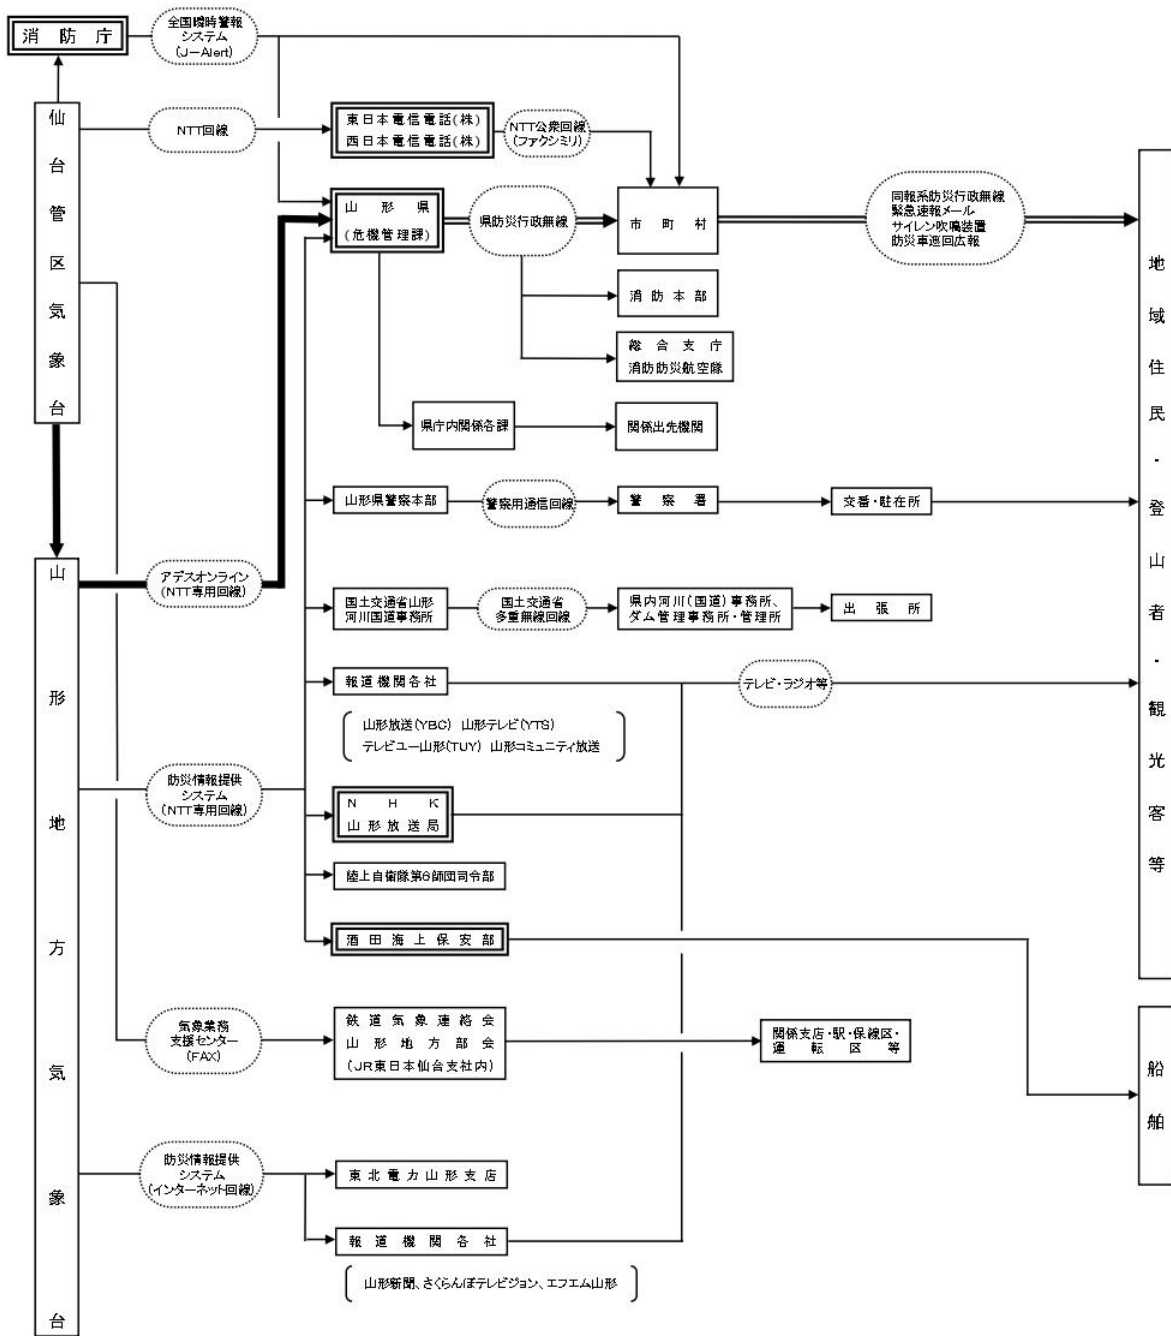 消防庁
全国瞬時警報
システム
(J-Alert)
仙台管区気象台
NTT回線
東日本電信電話(株)
西日本電信電話(株)
NTT公衆回線
(ファクシミリ)
山形県
(危機管理課)
県防災行政無線
市町村
同報系防災行政無線
緊急速報メール
サイレン吹鳴装置
防災車巡回広報
地域住民・登山者・観光客等
消防本部
総合支庁
消防防災航空隊
県庁内関係各課
関係出先機関
山形県警察本部
警察用通信回線
警察署
交番・駐在所
山形地方気象台
アデスオンライン
(NTT専用回線)
国土交通省山形
河川国道事務所
国土交通省
多重無線回線
県内河川(国道)事務所、
ダム管理事務所・管理所
出張所
報道機関各社
テレビ・ラジオ等
山形放送(YBC) 山形テレビ(YTS)
テレビユー山形(TUY) 山形コミュニティ放送
防災情報提供
システム
(NTT専用回線)
NHK
山形放送局
陸上自衛隊第6師団司令部
酒田海上保安部
気象業務
支援センター
(FAX)
鉄道気象連絡会
山形地方部会
(JR東日本仙台支社内)
関係支店・駅・保線区・
運転区等
船舶
防災情報提供
システム
(インターネット回線)
東北電力山形支店
報道機関各社
山形新聞、さくらんぼテレビジョン、エフエム山形